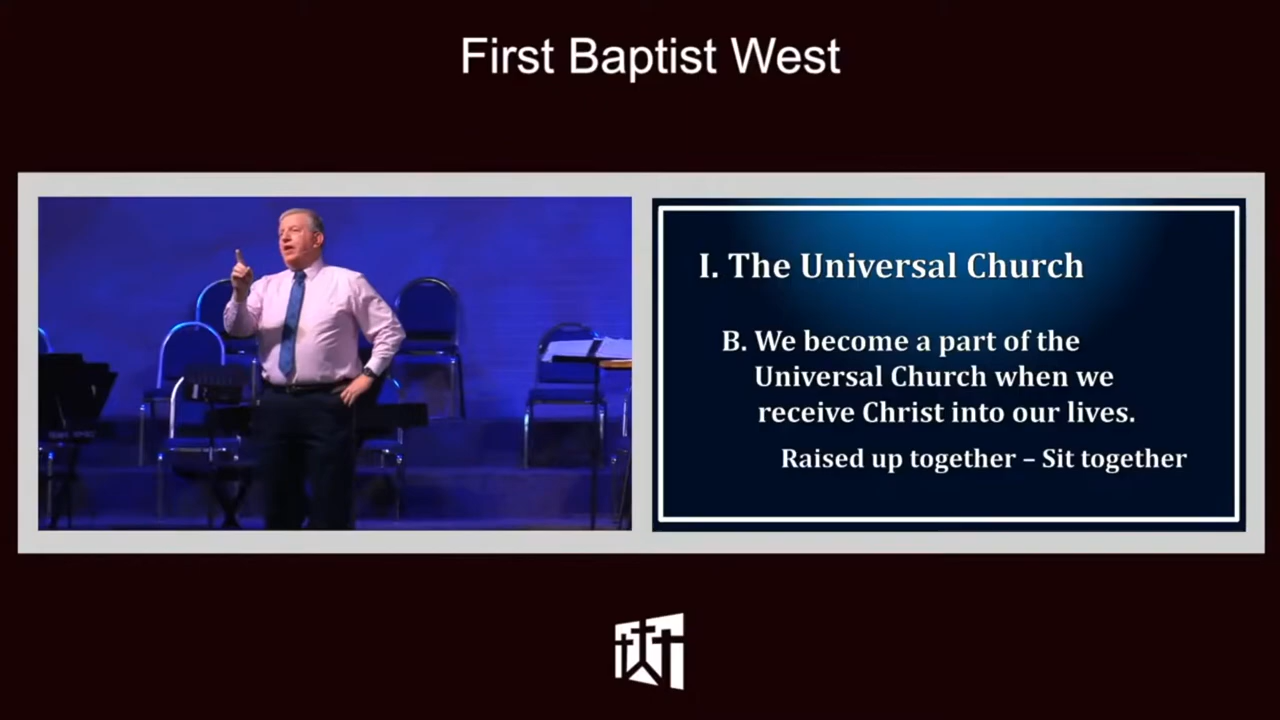 First Baptist West
I. The Universal Church
B. We become a part of the
Universal Church when we
receive Christ into our lives.
Raised up together – Sit together